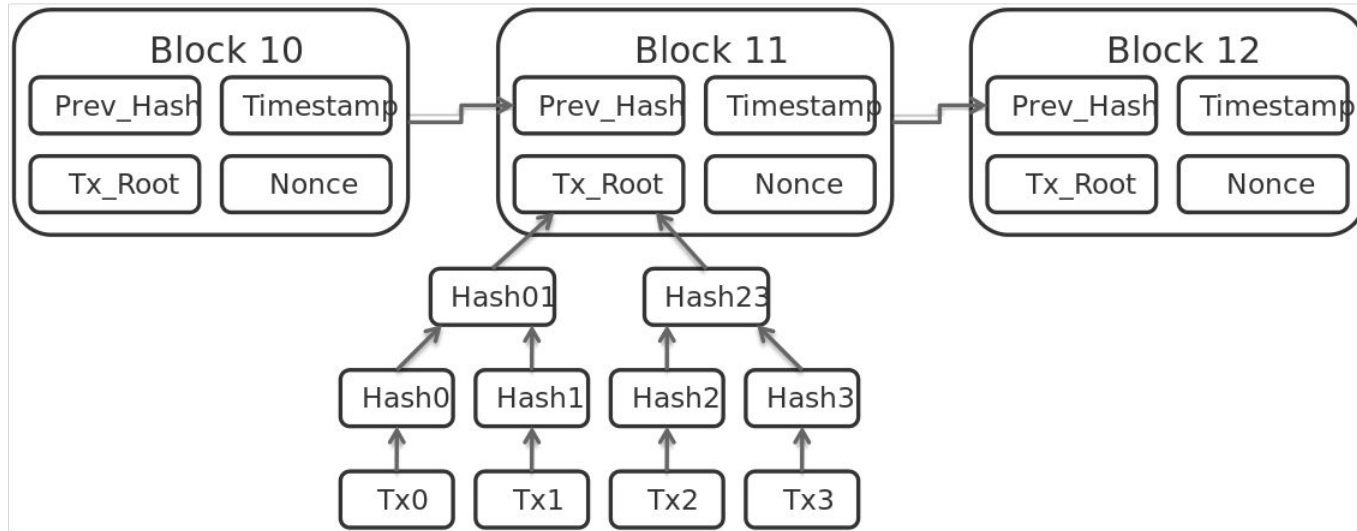 Block 10 Block 11 Block 12
Prev_Hash Timestamp Prev_Hash Timestamp Prev_Hash Timestamp
Tx_Root Nonce Tx_Root Nonce Tx_Root Nonce
Hash01 Hash23
Hash0 Hash1 Hash2 Hash3
Tx0 Tx1 Tx2 Tx3